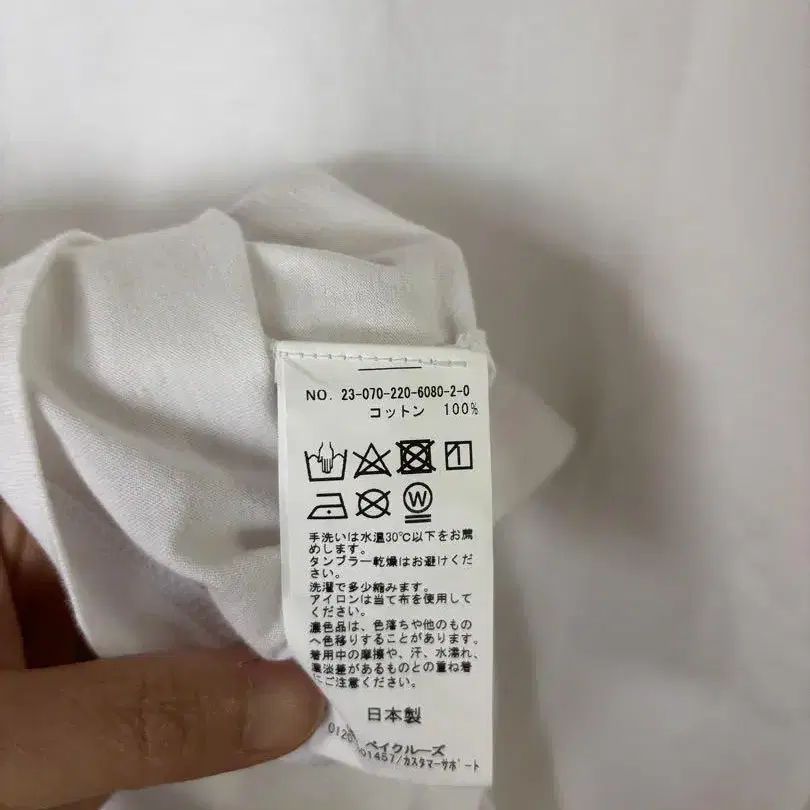 NO. 23-070-220-6080-2-0
コットン 100%
W
手洗いは水温30℃以下をお薦
めします。
タンブラー乾燥はお避けくだ
さい。
洗濯で多少縮みます。
アイロンは当て布を使用して
ください。
濃色品は、色落ちや他のもの
へ色移りすることがあります。
着用中の摩擦や、汗、水濡れ、
濃淡差があるものとの重ね着
にご注意ください。
日本製
ベイクルーズ
01457/カスタマーサポート